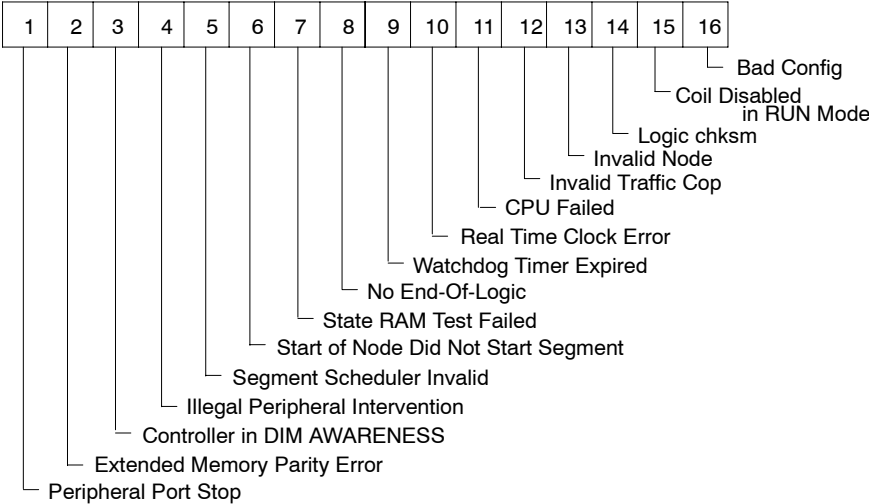 1 2 3 4 5 6 7 8 9 10 11 12 13 14 15 16
Bad Config
Coil Disabled
in RUN Mode
Logic chksm
Invalid Node
Invalid Traffic Cop
CPU Failed
Real Time Clock Error
Watchdog Timer Expired
No End-Of-Logic
State RAM Test Failed
Start of Node Did Not Start Segment
Segment Scheduler Invalid
Illegal Peripheral Intervention
Controller in DIM AWARENESS
Extended Memory Parity Error
Peripheral Port Stop